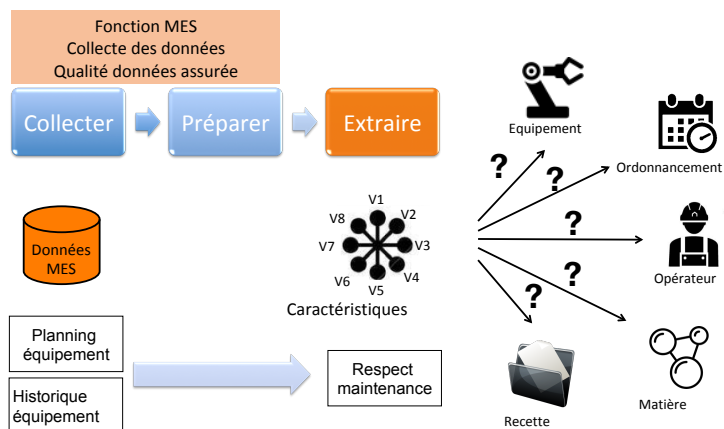 Fonction MES
Collecte des données
Qualité données assurée
Collecter
Préparer
Extraire
Equipement
Ordonnancement
?
?
?
?
?
Opérateur
Matière
Recette
V1
V2
V3
V4
V5
V6
V7
V8
Caractéristiques
Données
MES
Planning
équipement
Historique
équipement
Respect
maintenance